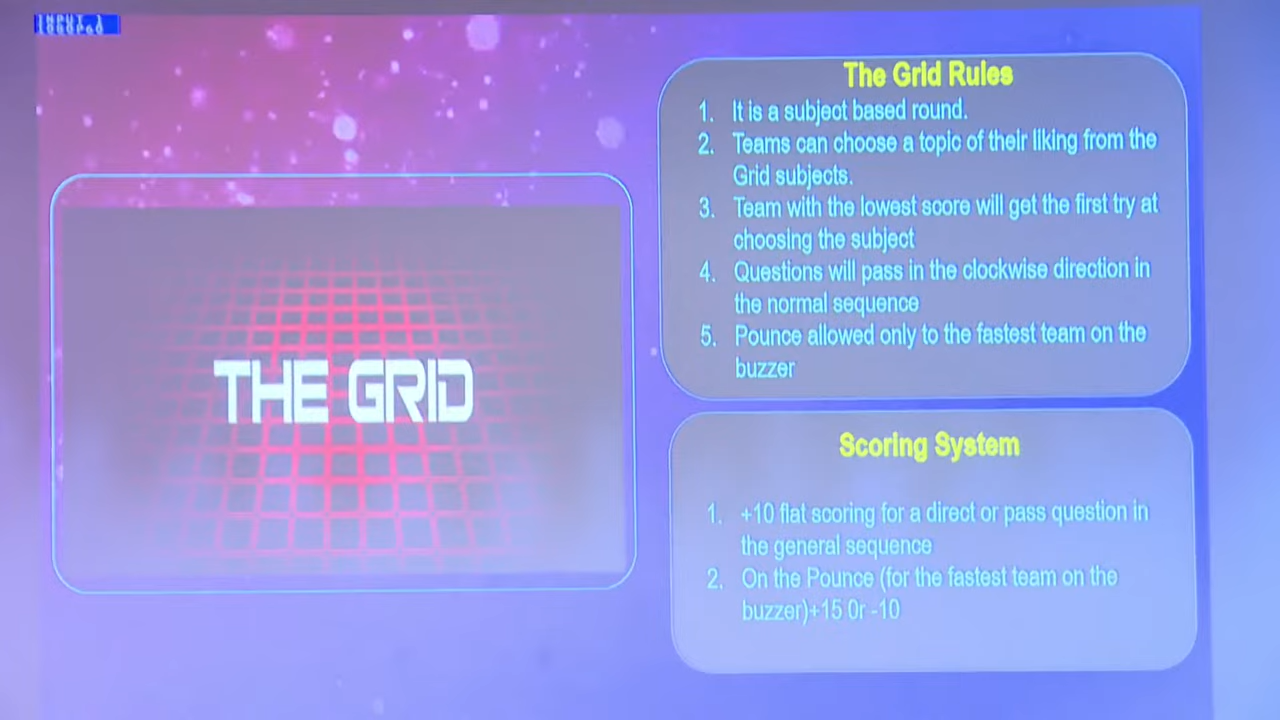 INPUT 1
1080P60
THE GRID
The Grid Rules
1. It is a subject based round.
2. Teams can choose a topic of their liking from the
Grid subjects.
3. Team with the lowest score will get the first try at
choosing the subject
4. Questions will pass in the clockwise direction in
the normal sequence
5. Pounce allowed only to the fastest team on the
buzzer
Scoring System
1. +10 flat scoring for a direct or pass question in
the general sequence
2. On the Pounce (for the fastest team on the
buzzer)+15 0r -10